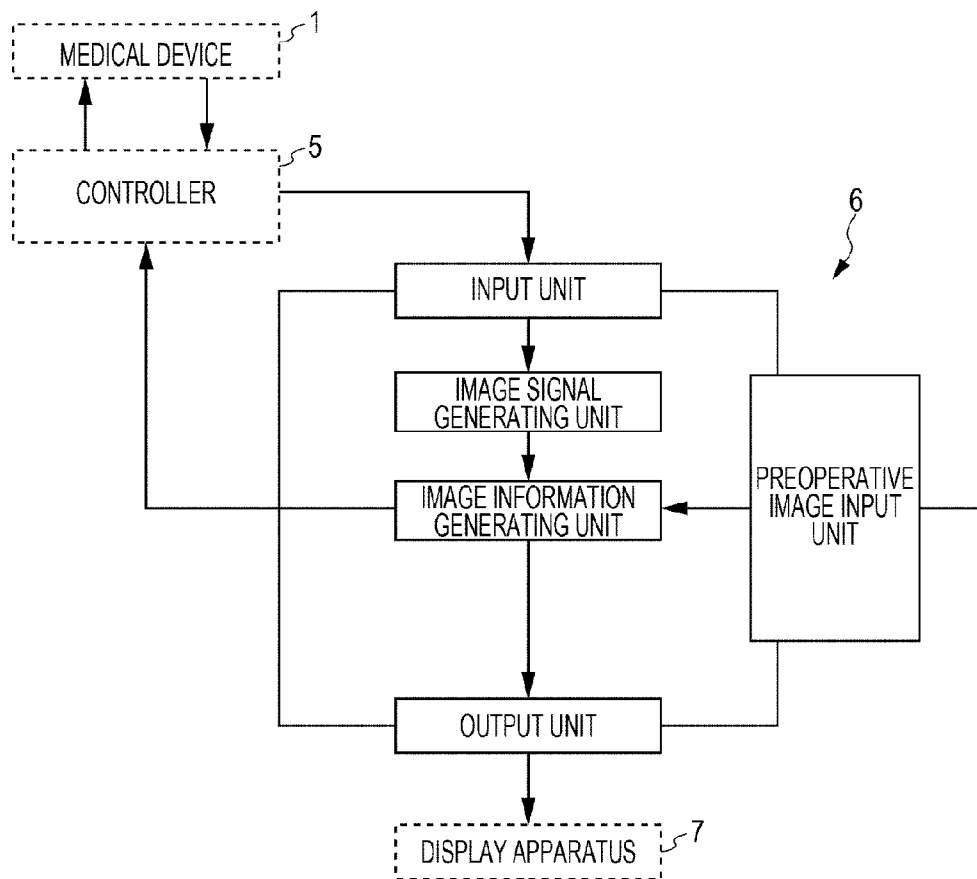 1
MEDICAL DEVICE
5
CONTROLLER
6
INPUT UNIT
IMAGE SIGNAL
GENERATING UNIT
IMAGE INFORMATION
GENERATING UNIT
PREOPERATIVE
IMAGE INPUT
UNIT
OUTPUT UNIT
7
DISPLAY APPARATUS